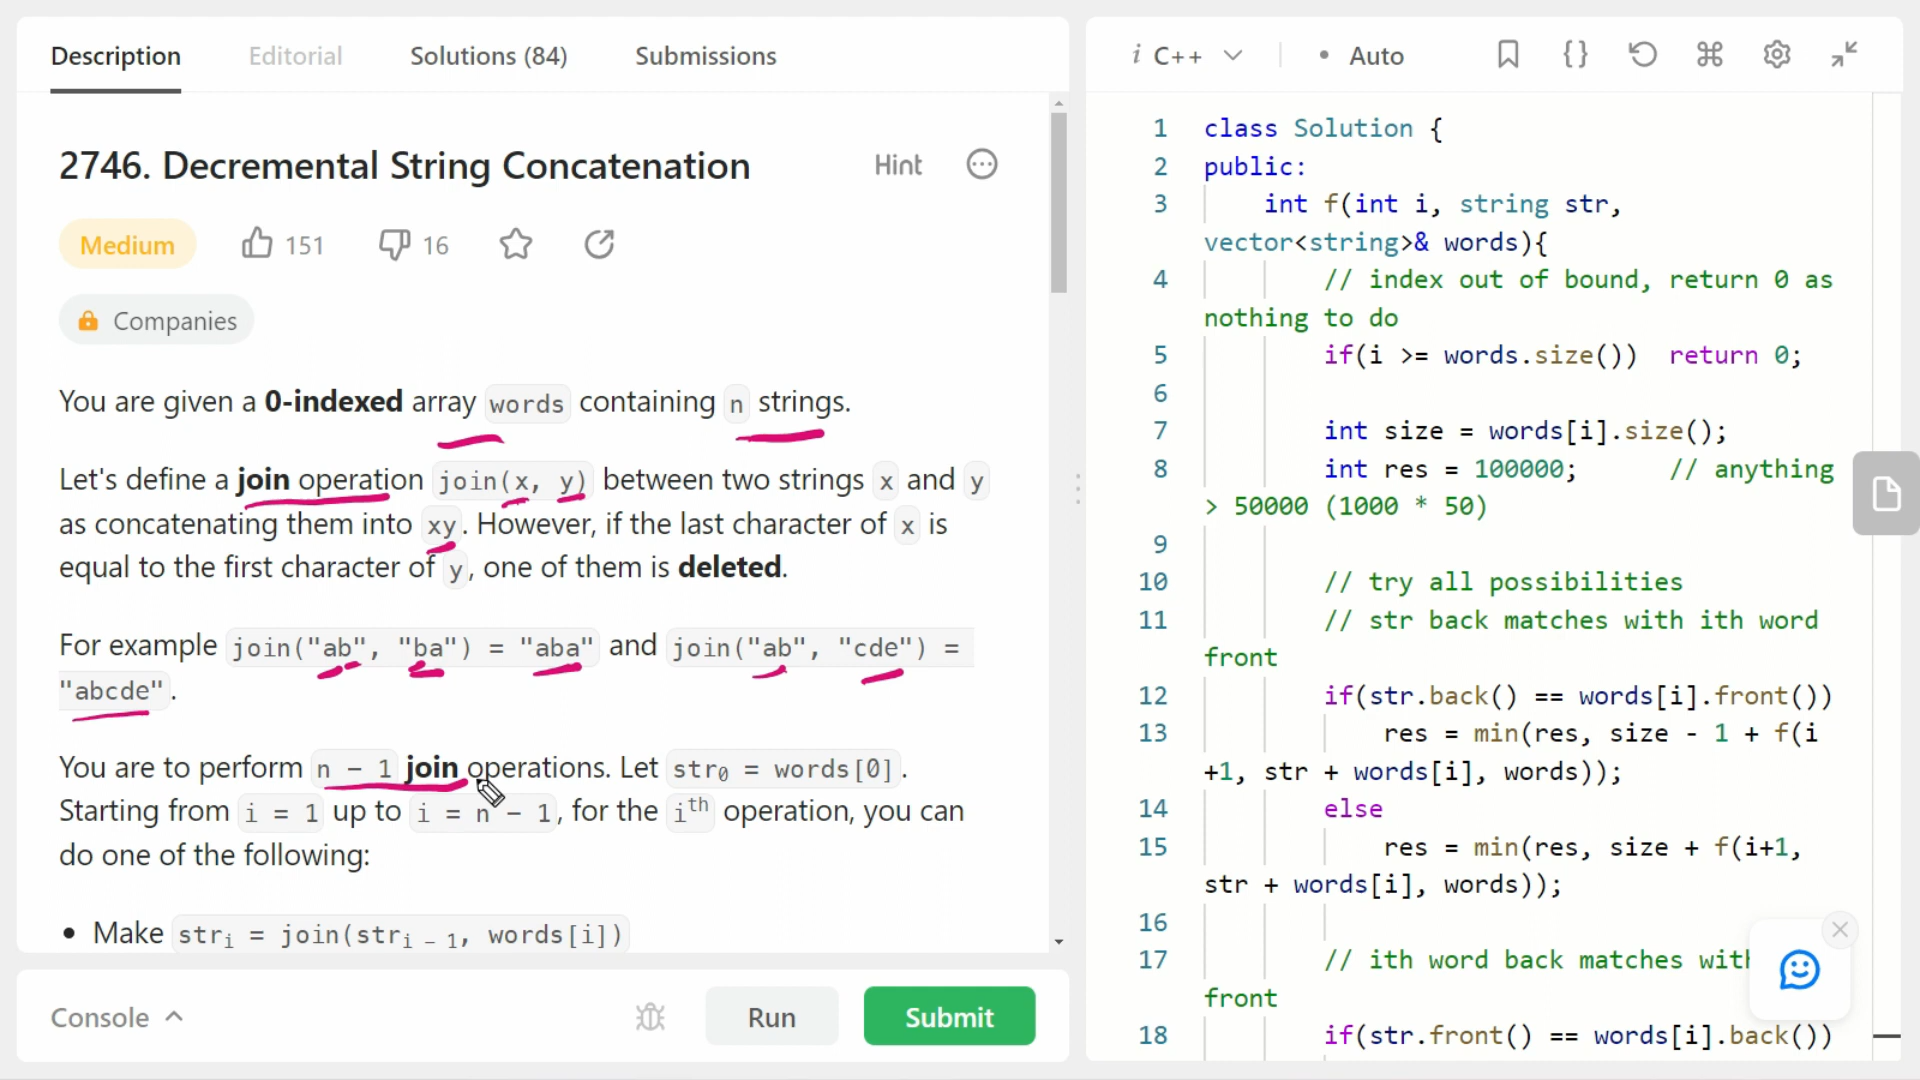 Description Editorial Solutions (84) Submissions
2746. Decremental String Concatenation Hint
Medium 151 16
Companies
You are given a 0-indexed array words containing n strings.
Let's define a join operation join(x, y) between two strings x and y
as concatenating them into xy. However, if the last character of x is
equal to the first character of y, one of them is deleted.
For example join("ab", "ba") = "aba" and join("ab", "cde") =
"abcde".
You are to perform n - 1 join operations. Let str0 = words[0].
Starting from i = 1 up to i = n - 1, for the ith operation, you can
do one of the following:
• Make stri = join(stri - 1, words[i])
Console Run Submit
i C++ • Auto
1 class Solution {
2 public:
3 int f(int i, string str,
vector<string>& words){
4 // index out of bound, return 0 as
nothing to do
5 if(i >= words.size()) return 0;
6
7 int size = words[i].size();
8 int res = 100000; // anything
> 50000 (1000 * 50)
9
10 // try all possibilities
11 // str back matches with ith word
front
12 if(str.back() == words[i].front())
13 res = min(res, size - 1 + f(i
+1, str + words[i], words));
14 else
15 res = min(res, size + f(i+1,
str + words[i], words));
16
17 // ith word back matches with
front
18 if(str.front() == words[i].back())